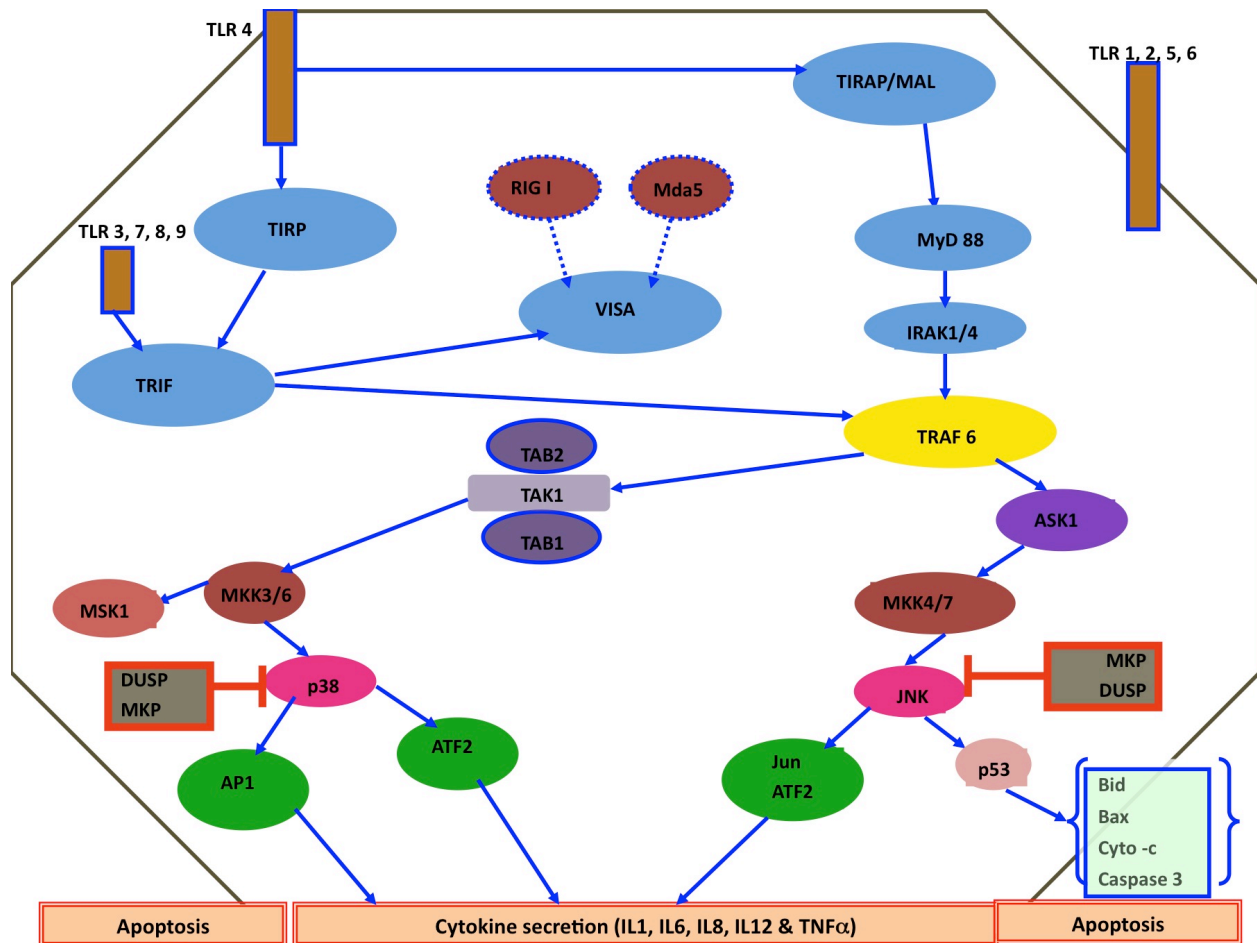 TLR 4
TLR 1, 2, 5, 6
TIRAP/MAL
RIG I
Mda5
TIRP
TLR 3, 7, 8, 9
MyD 88
VISA
IRAK1/4
TRIF
TRAF 6
TAB2
TAK1
TAB1
ASK1
MKK3/6
MSK1
MKK4/7
DUSP
MKP
p38
MKP
DUSP
JNK
ATF2
AP1
Jun
ATF2
p53
Bid
Bax
Cyto -c
Caspase 3
Apoptosis
Cytokine secretion (IL1, IL6, IL8, IL12 & TNFα)
Apoptosis